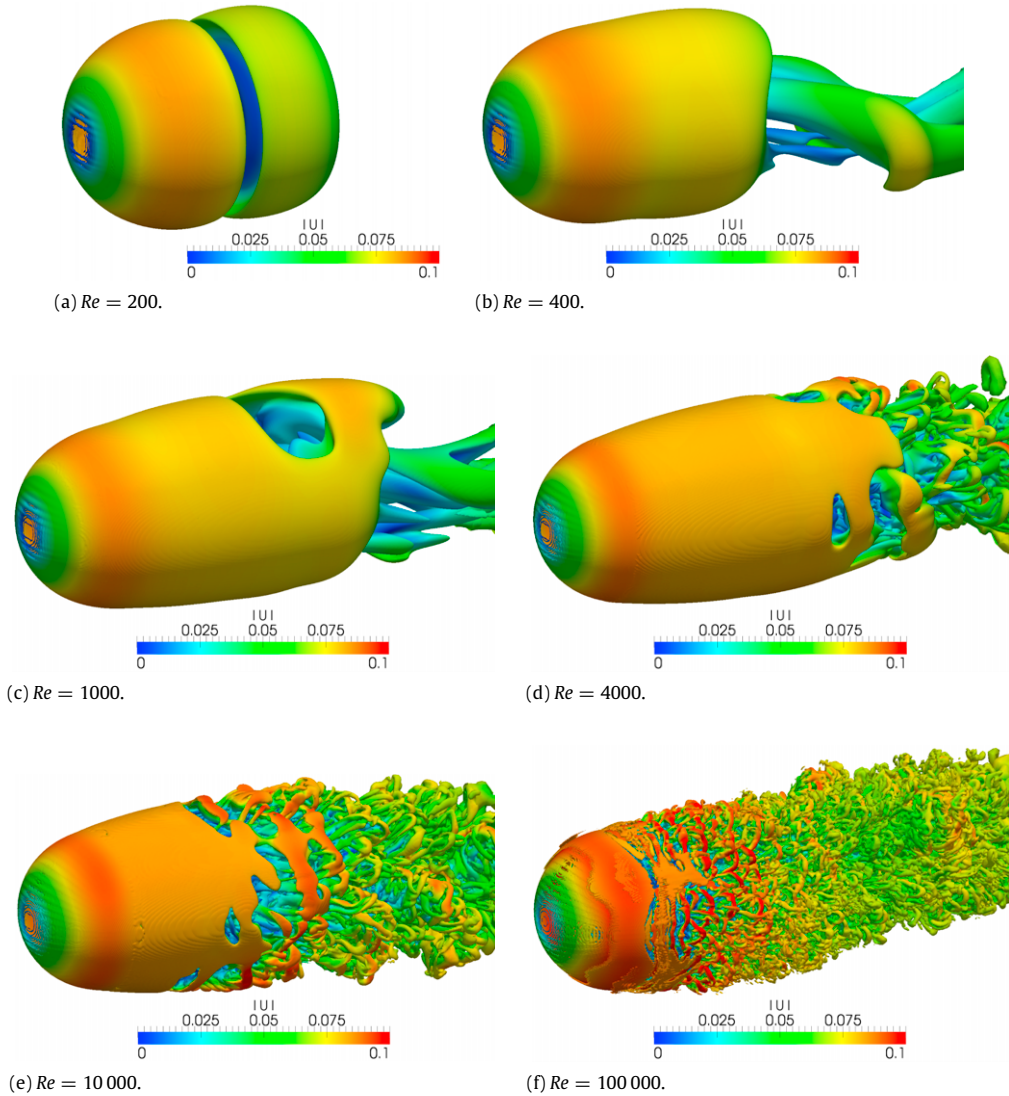 |U|
0.025 0.05 0.075
0 0.1
(a) Re = 200.
|U|
0.025 0.05 0.075
0 0.1
(b) Re = 400.
|U|
0.025 0.05 0.075
0 0.1
(c) Re = 1000.
|U|
0.025 0.05 0.075
0 0.1
(d) Re = 4000.
|U|
0.025 0.05 0.075
0 0.1
(e) Re = 10 000.
|U|
0.025 0.05 0.075
0 0.1
(f) Re = 100 000.